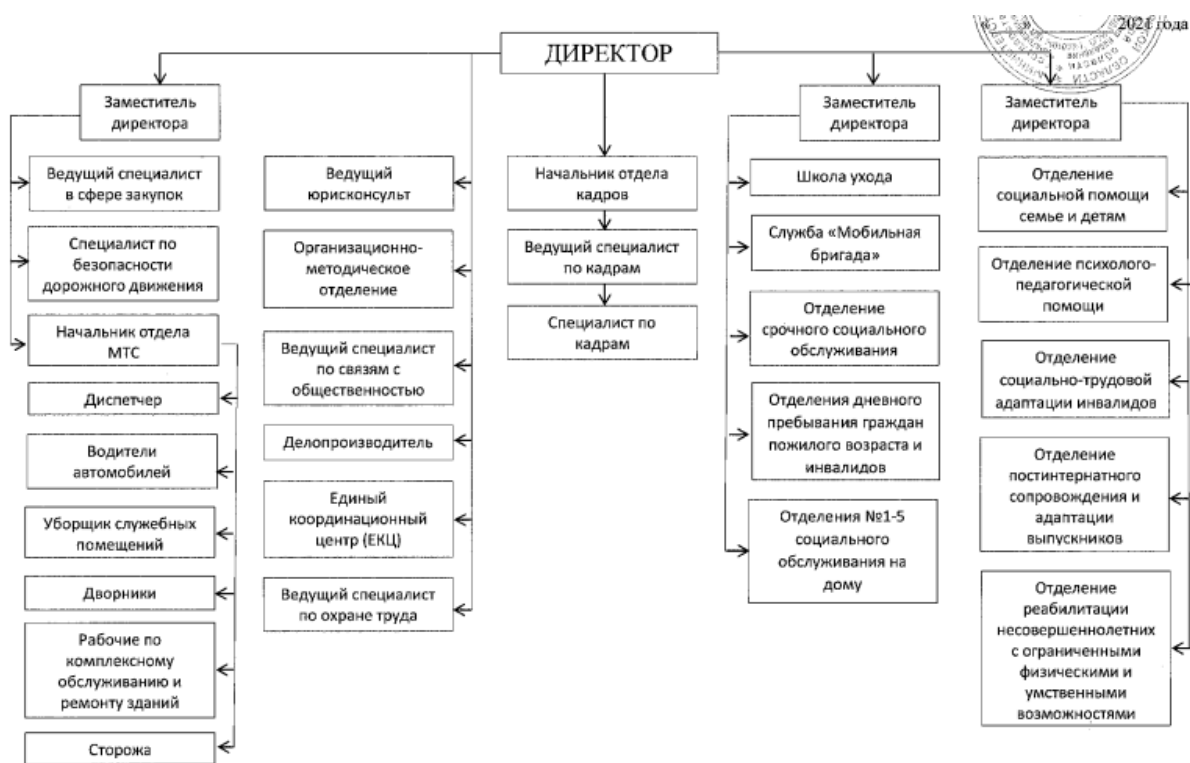 2021 года
ДИРЕКТОР
Заместитель
директора
Ведущий специалист
в сфере закупок
Специалист по
безопасности
дорожного движения
Начальник отдела
МТС
Диспетчер
Водители
автомобилей
Уборщик служебных
помещений
Дворники
Рабочие по
комплексному
обслуживанию и
ремонту зданий
Сторожа
Ведущий
юрисконсульт
Организационно-
методическое
отделение
Ведущий специалист
по связям с
общественностью
Делопроизводитель
Единый
координационный
центр (ЕКЦ)
Ведущий специалист
по охране труда
Начальник отдела
кадров
Ведущий специалист
по кадрам
Специалист по
кадрам
Заместитель
директора
Школа ухода
Служба «Мобильная
бригада»
Отделение
срочного социального
обслуживания
Отделения дневного
пребывания граждан
пожилого возраста и
инвалидов
Отделения №1-5
социального
обслуживания на
дому
Заместитель
директора
Отделение
социальной помощи
семье и детям
Отделение психолого-
педагогической
помощи
Отделение
социально-трудовой
адаптации инвалидов
Отделение
постинтернатного
сопровождения и
адаптации
выпускников
Отделение
реабилитации
несовершеннолетних
с ограниченными
физическими и
умственными
возможностями